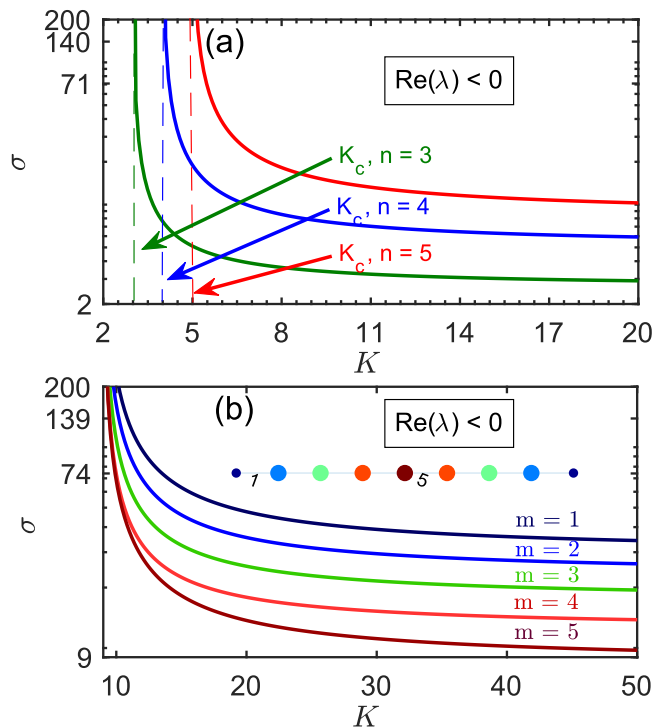 200
(a)
140
Re(λ) < 0
71
σ
K_c, n = 3
K_c, n = 4
K_c, n = 5
2
2 5 8 11 14 17 20
K
200
(b)
139
Re(λ) < 0
74
1 5
σ
m = 1
m = 2
m = 3
m = 4
m = 5
9
10 20 30 40 50
K